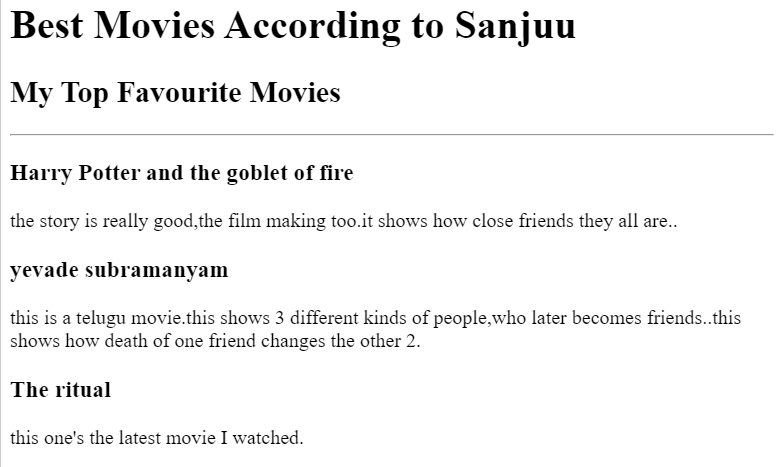 Best Movies According to Sanjuu
My Top Favourite Movies
Harry Potter and the goblet of fire
the story is really good,the film making too.it shows how close friends they all are..
yevade subramanyam
this is a telugu movie.this shows 3 different kinds of people,who later becomes friends..this
shows how death of one friend changes the other 2.
The ritual
this one's the latest movie I watched.